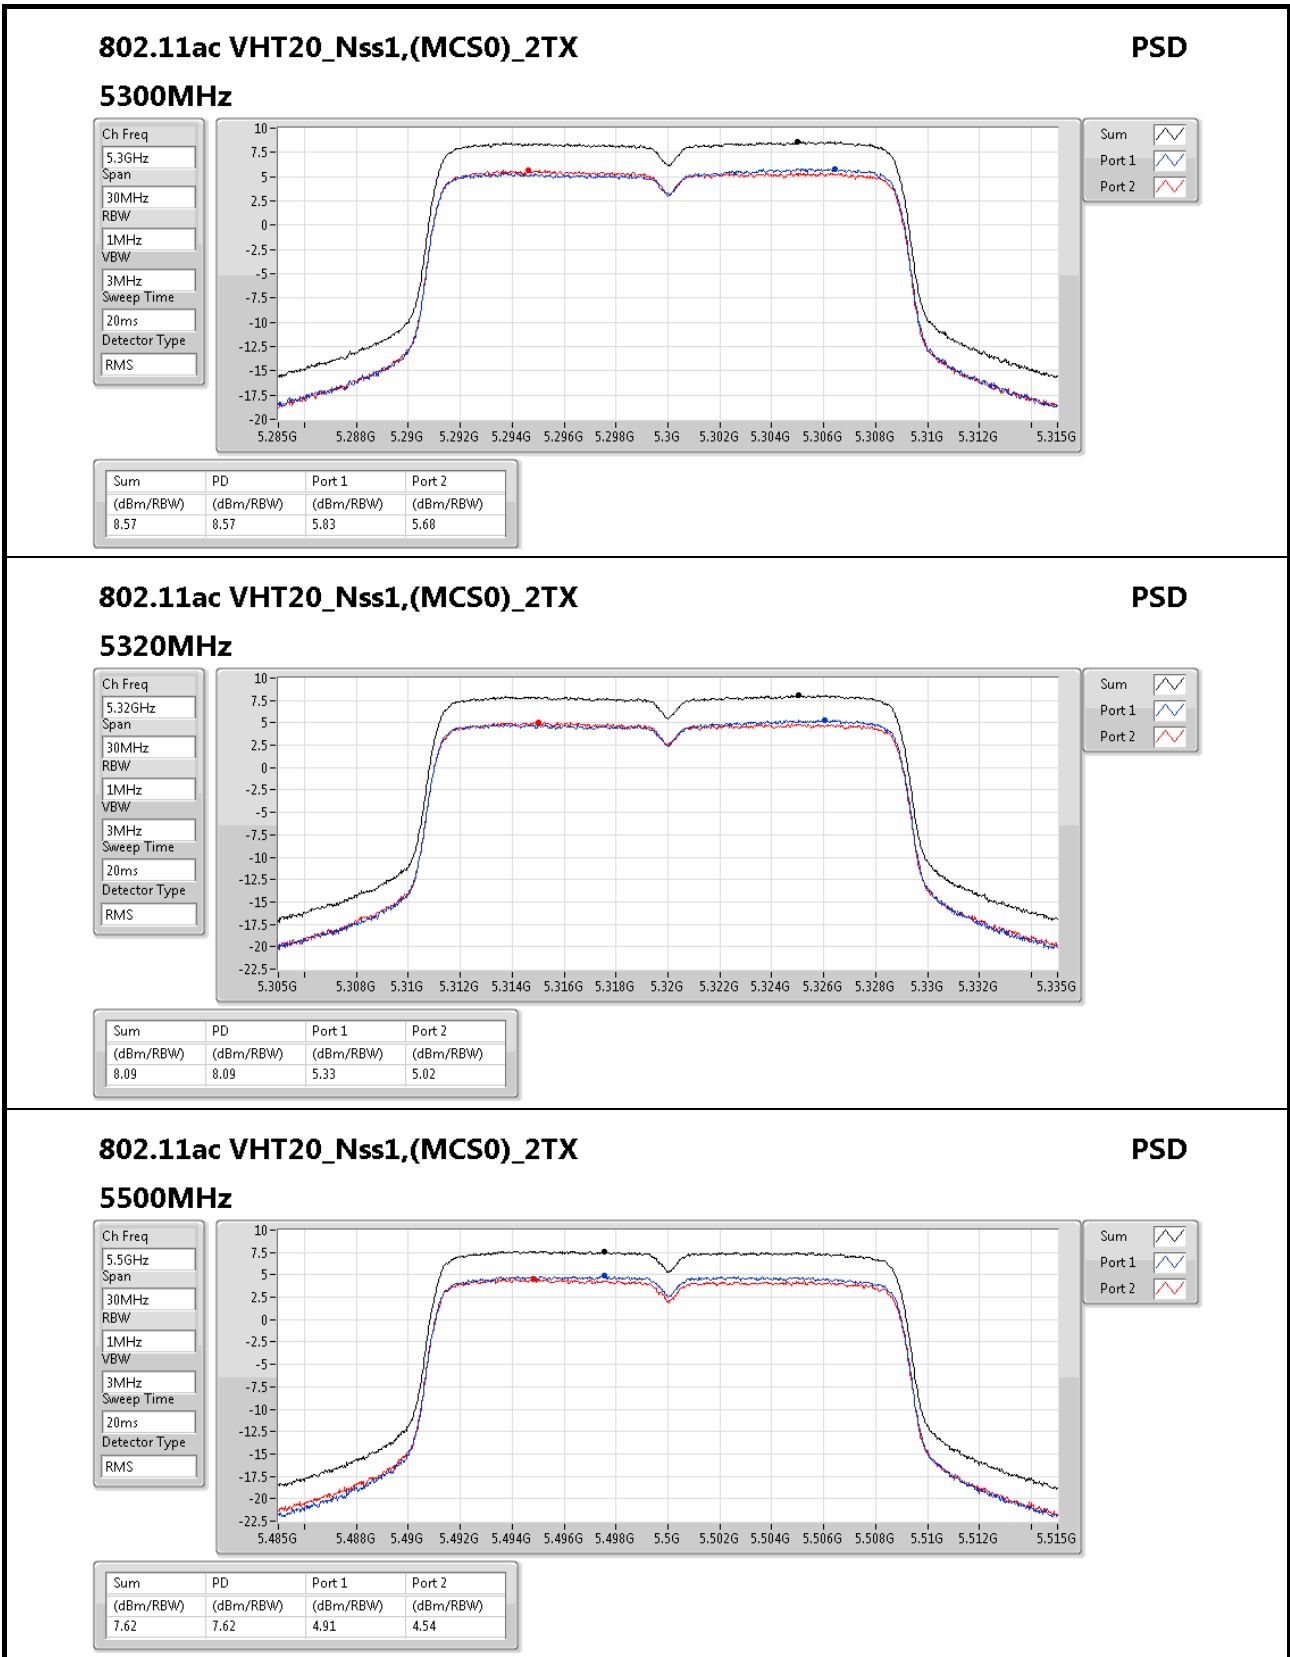 802.11ac VHT20_Nss1,(MCS0)_2TX PSD
5300MHz
Ch Freq
5.3GHz
Span
30MHz
RBW
1MHz
VBW
3MHz
Sweep Time
20ms
Detector Type
RMS
10
7.5
5
2.5
0
-2.5
-5
-7.5
-10
-12.5
-15
-17.5
-20
5.285G 5.288G 5.29G 5.292G 5.294G 5.296G 5.298G 5.3G 5.302G 5.304G 5.306G 5.308G 5.31G 5.312G 5.315G
Sum
Port 1
Port 2
Sum PD Port 1 Port 2
(dBm/RBW) (dBm/RBW) (dBm/RBW) (dBm/RBW)
8.57 8.57 5.83 5.68
802.11ac VHT20_Nss1,(MCS0)_2TX PSD
5320MHz
Ch Freq
5.32GHz
Span
30MHz
RBW
1MHz
VBW
3MHz
Sweep Time
20ms
Detector Type
RMS
10
7.5
5
2.5
0
-2.5
-5
-7.5
-10
-12.5
-15
-17.5
-20
-22.5
5.305G 5.308G 5.31G 5.312G 5.314G 5.316G 5.318G 5.32G 5.322G 5.324G 5.326G 5.328G 5.33G 5.332G 5.335G
Sum
Port 1
Port 2
Sum PD Port 1 Port 2
(dBm/RBW) (dBm/RBW) (dBm/RBW) (dBm/RBW)
8.09 8.09 5.33 5.02
802.11ac VHT20_Nss1,(MCS0)_2TX PSD
5500MHz
Ch Freq
5.5GHz
Span
30MHz
RBW
1MHz
VBW
3MHz
Sweep Time
20ms
Detector Type
RMS
10
7.5
5
2.5
0
-2.5
-5
-7.5
-10
-12.5
-15
-17.5
-20
-22.5
5.485G 5.488G 5.49G 5.492G 5.494G 5.496G 5.498G 5.5G 5.502G 5.504G 5.506G 5.508G 5.51G 5.512G 5.515G
Sum
Port 1
Port 2
Sum PD Port 1 Port 2
(dBm/RBW) (dBm/RBW) (dBm/RBW) (dBm/RBW)
7.62 7.62 4.91 4.54